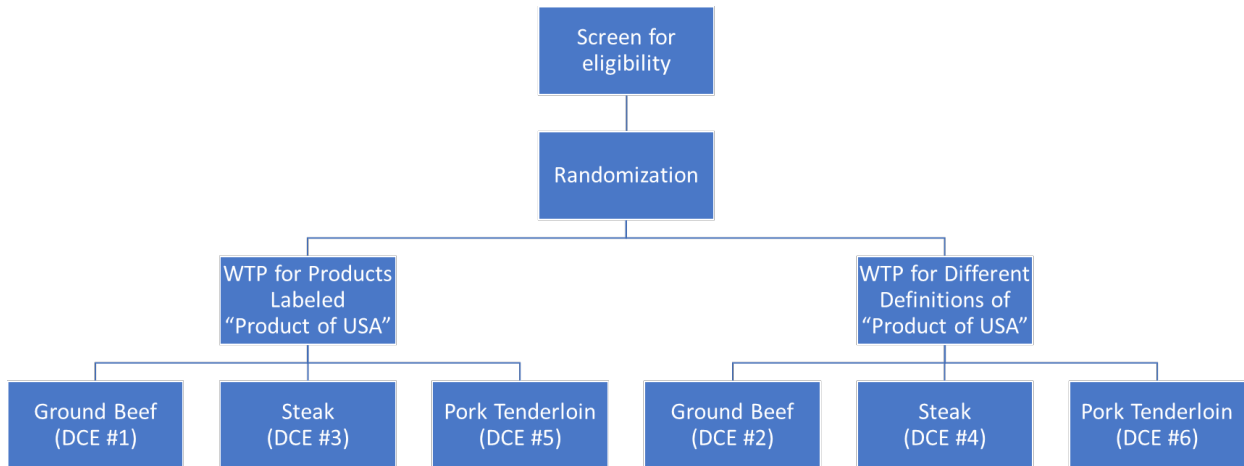 Screen for
eligibility
Randomization
WTP for Products
Labeled
“Product of USA”
WTP for Different
Definitions of
“Product of USA”
Ground Beef
(DCE #1)
Steak
(DCE #3)
Pork Tenderloin
(DCE #5)
Ground Beef
(DCE #2)
Steak
(DCE #4)
Pork Tenderloin
(DCE #6)